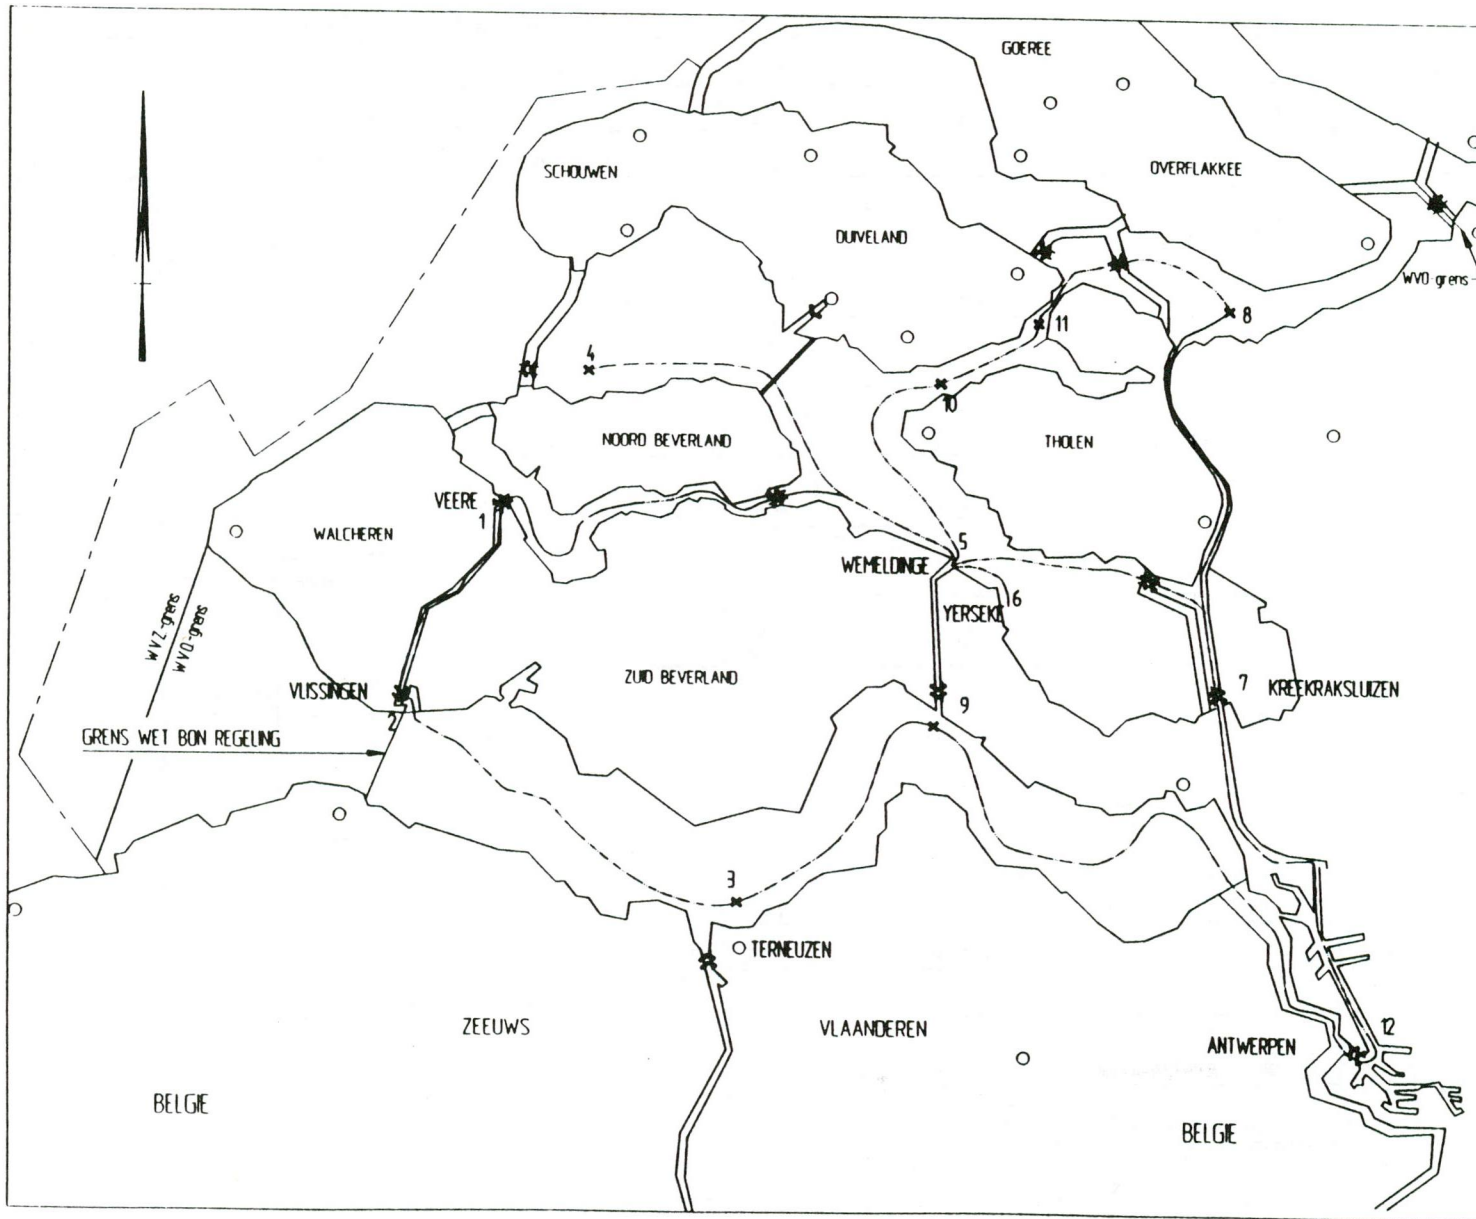 GOEREE
SCHOUWEN
OVERFLAKKEE
DUIVELAND
WVO-grens
8
11
4
10
NOORD BEVERLAND
THOLEN
VEERE
1
WALCHEREN
5
WEMELDINGE
6
YERSEKE
WVZ-grens
WVO-grens
ZUID BEVERLAND
VLISSINGEN
2
7
KREEKRAKSLUIZEN
9
GRENS WET BON REGELING
3
TERNEUZEN
ZEEUWS
VLAANDEREN
12
ANTWERPEN
BELGIE
BELGIE